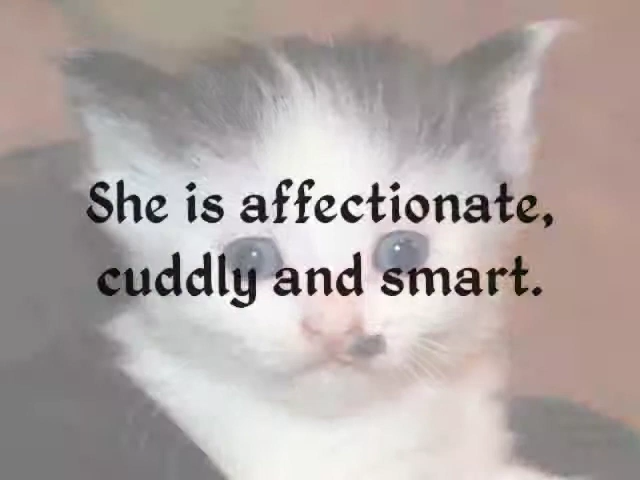 She is affectionate,
cuddly and smart.